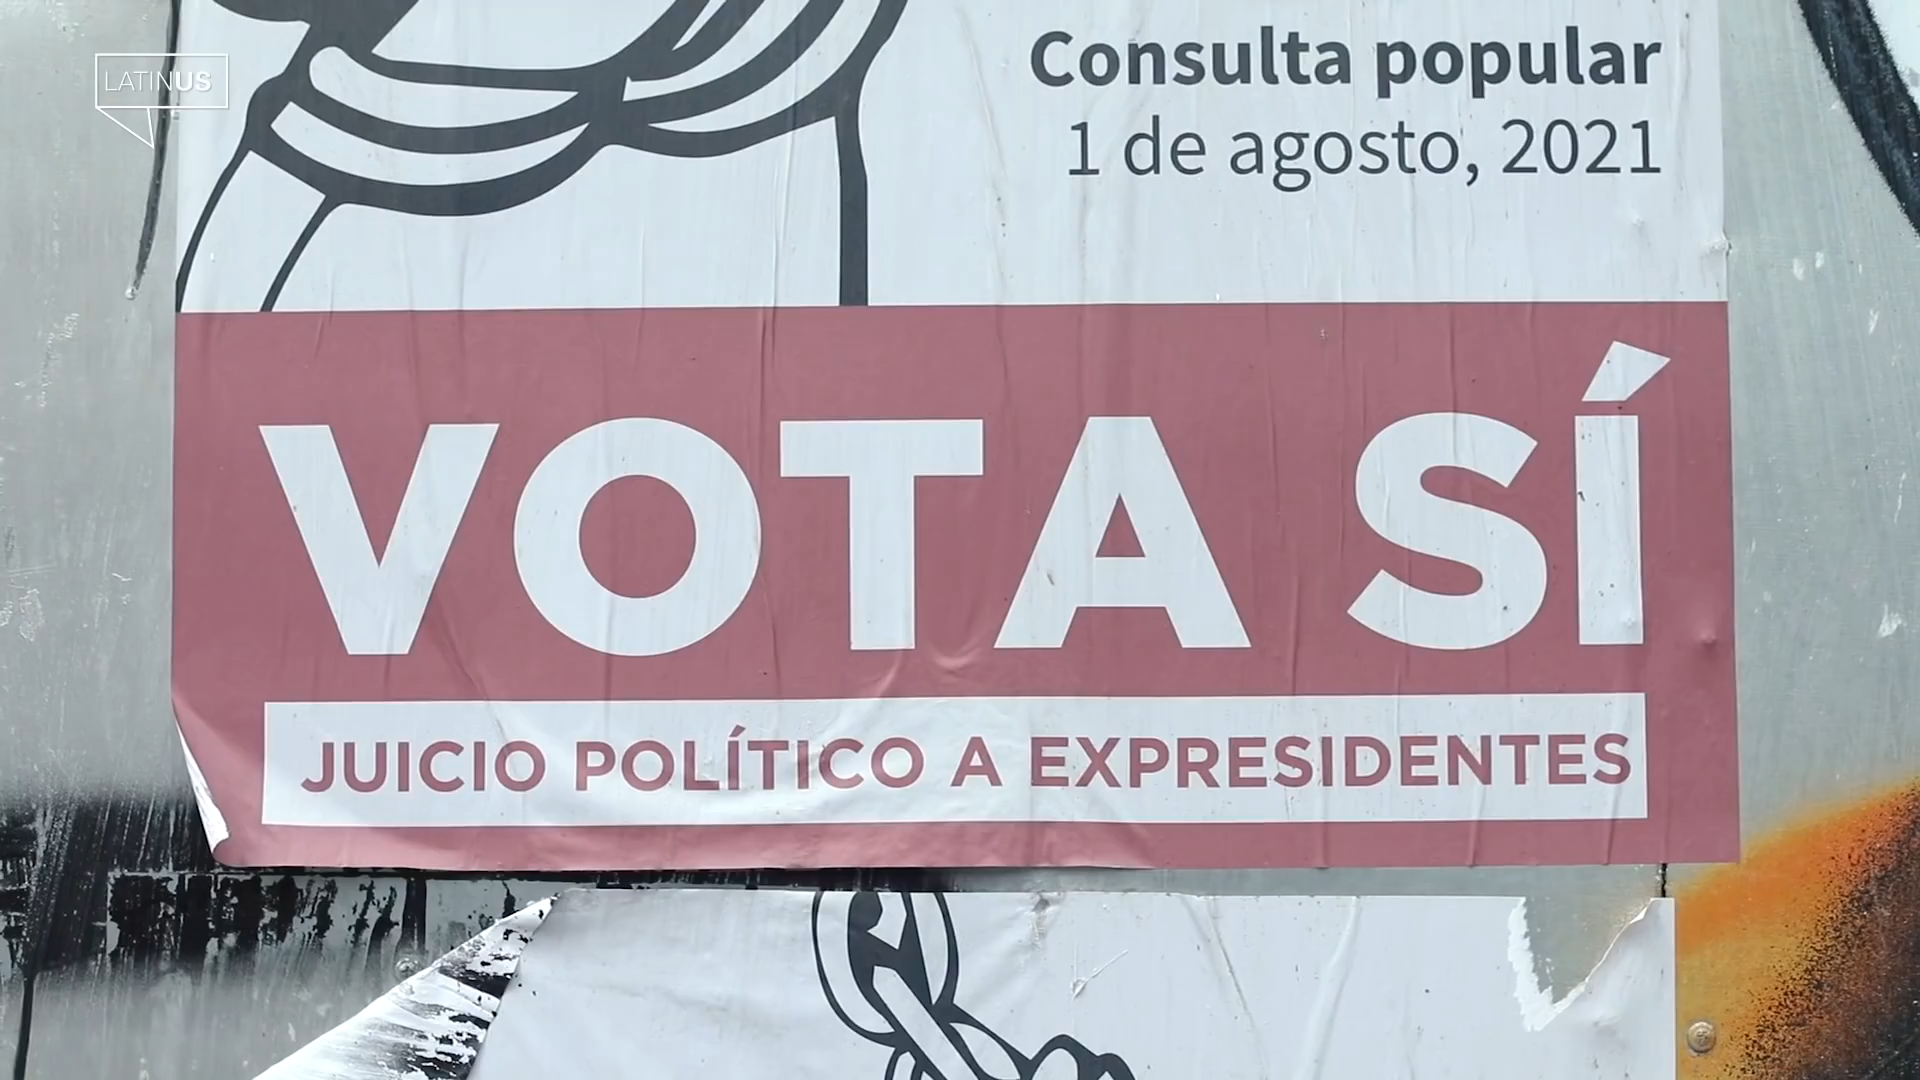 LATINUS
Consulta popular
1 de agosto, 2021
VOTA SÍ
JUICIO POLÍTICO A EXPRESIDENTES